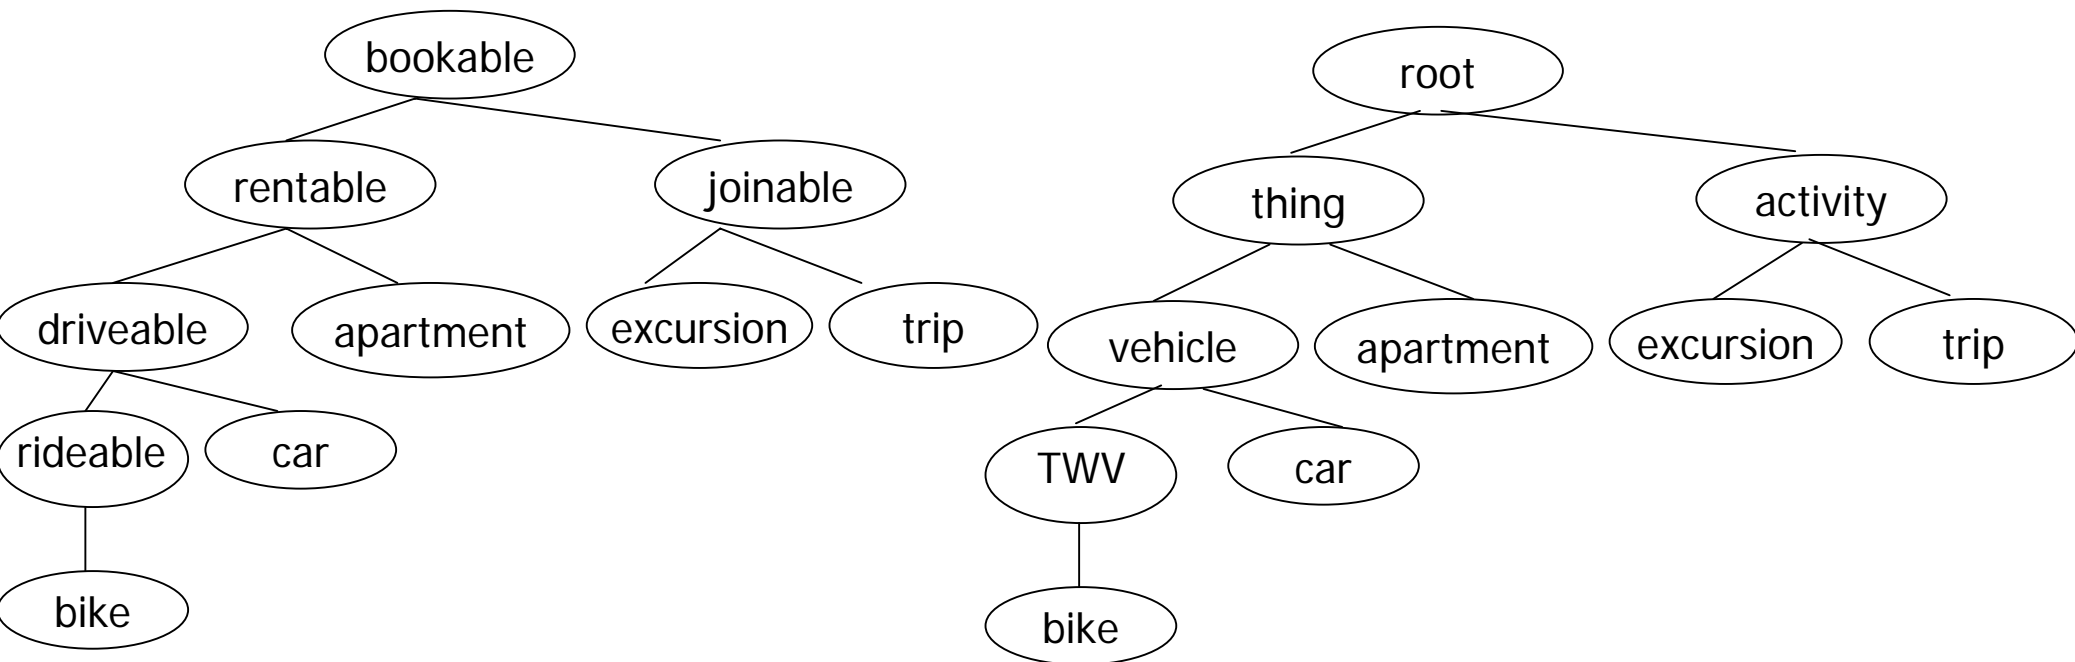 bookable
rentable
joinable
driveable
apartment
excursion
trip
rideable
car
bike
root
thing
activity
vehicle
apartment
excursion
trip
TWV
car
bike